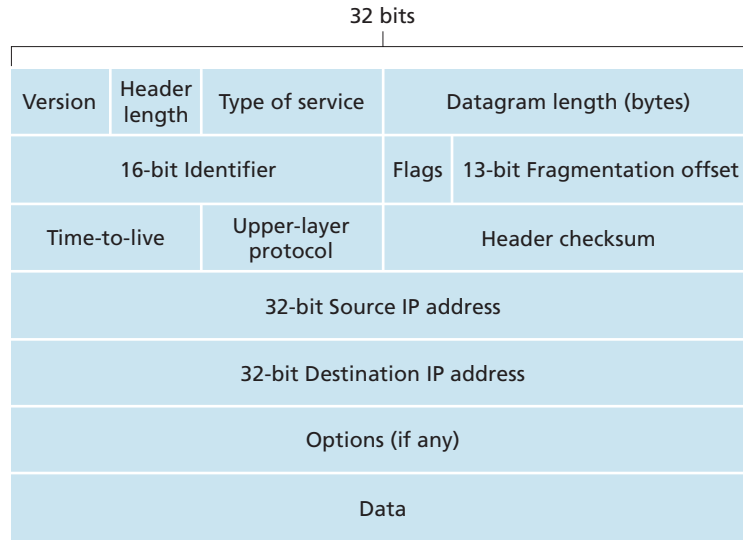 32 bits
Version
Header
length
Type of service
Datagram length (bytes)
16-bit Identifier
Flags
13-bit Fragmentation offset
Time-to-live
Upper-layer
protocol
Header checksum
32-bit Source IP address
32-bit Destination IP address
Options (if any)
Data